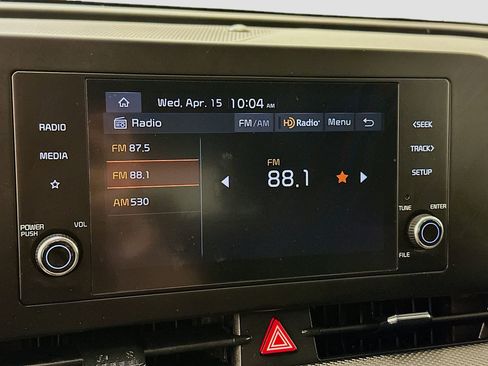 Wed, Apr. 15 10:04 AM
Radio FM/AM HD Radio Menu
FM 87.5
FM 88.1
AM 530
FM
88.1
RADIO
MEDIA
POWER PUSH VOL
<SEEK
TRACK>
SETUP
TUNE ENTER
FILE